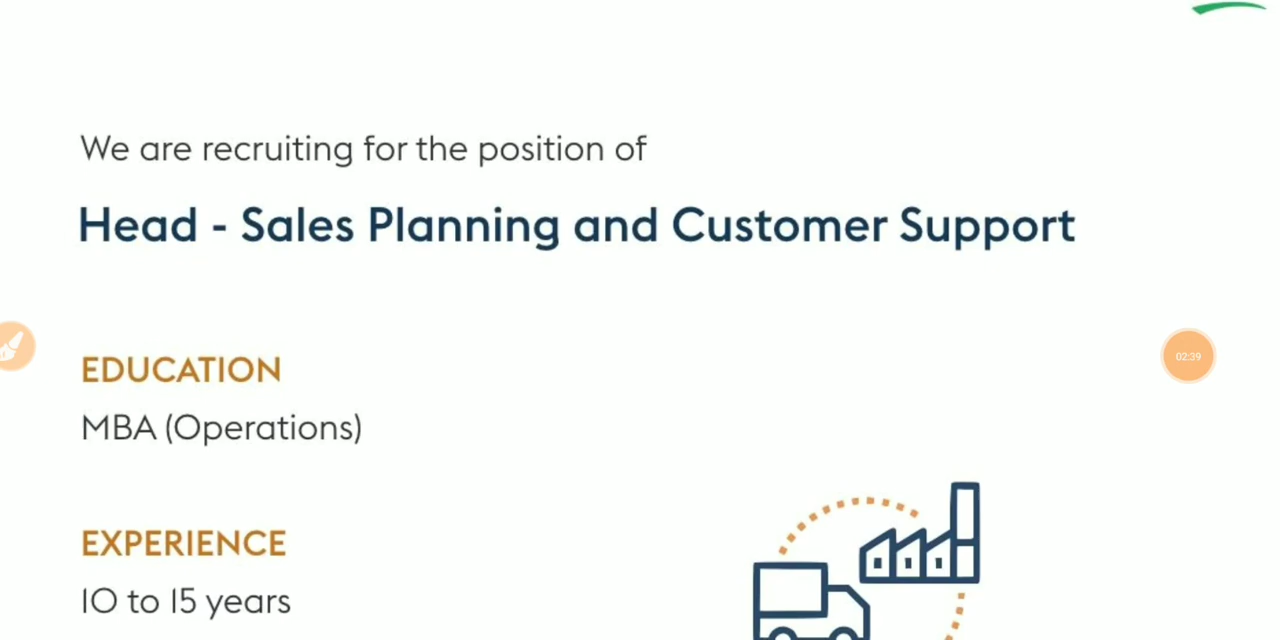 We are recruiting for the position of
Head - Sales Planning and Customer Support
EDUCATION
MBA (Operations)
02:39
EXPERIENCE
10 to 15 years